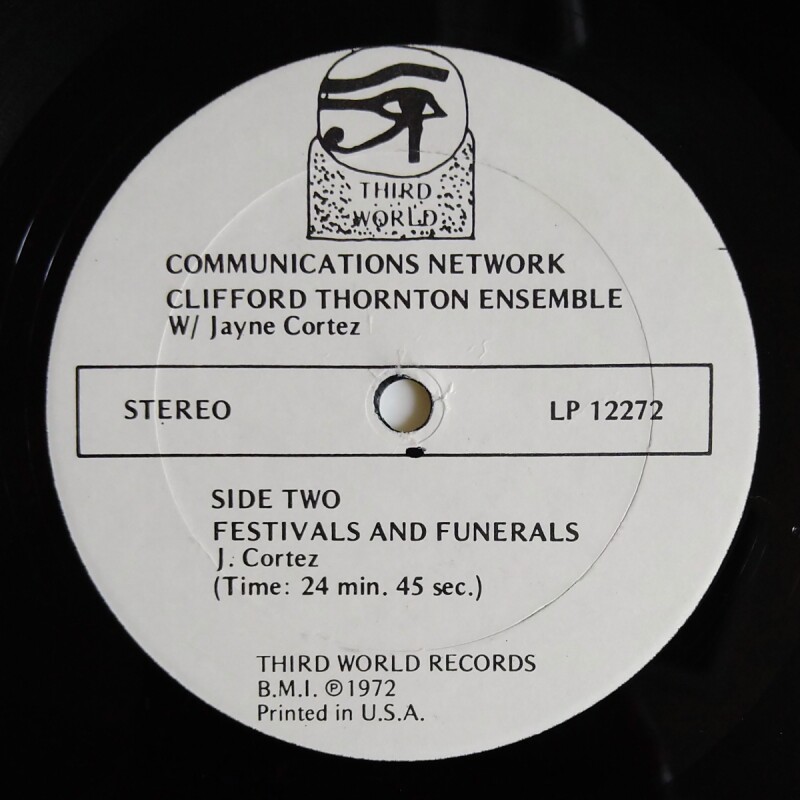 THIRD
WORLD
COMMUNICATIONS NETWORK
CLIFFORD THORNTON ENSEMBLE
W/ Jayne Cortez
STEREO LP 12272
SIDE TWO
FESTIVALS AND FUNERALS
J. Cortez
(Time: 24 min. 45 sec.)
THIRD WORLD RECORDS
B.M.I. ℗1972
Printed in U.S.A.